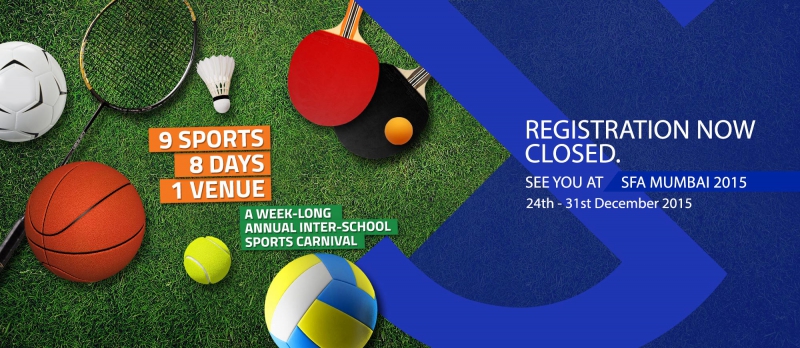 9 SPORTS
8 DAYS
1 VENUE
A WEEK-LONG
ANNUAL INTER-SCHOOL
SPORTS CARNIVAL
REGISTRATION NOW
CLOSED.
SEE YOU AT SFA MUMBAI 2015
24th - 31st December 2015